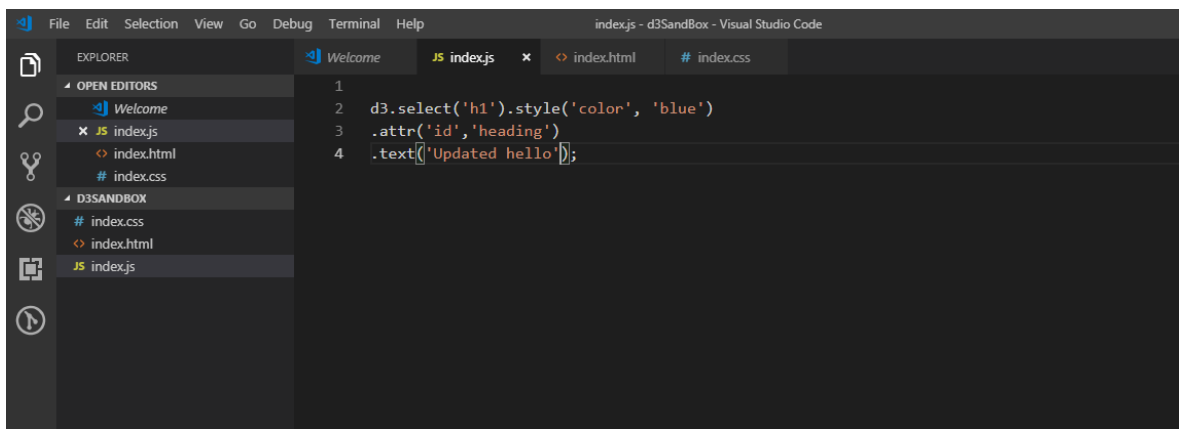 File Edit Selection View Go Debug Terminal Help index.js - d3SandBox - Visual Studio Code
EXPLORER
OPEN EDITORS
Welcome
JS index.js
<> index.html
# index.css
D3SANDBOX
# index.css
<> index.html
JS index.js
Welcome JS index.js × <> index.html # index.css
1
2 d3.select('h1').style('color', 'blue')
3 .attr('id','heading')
4 .text('Updated hello');